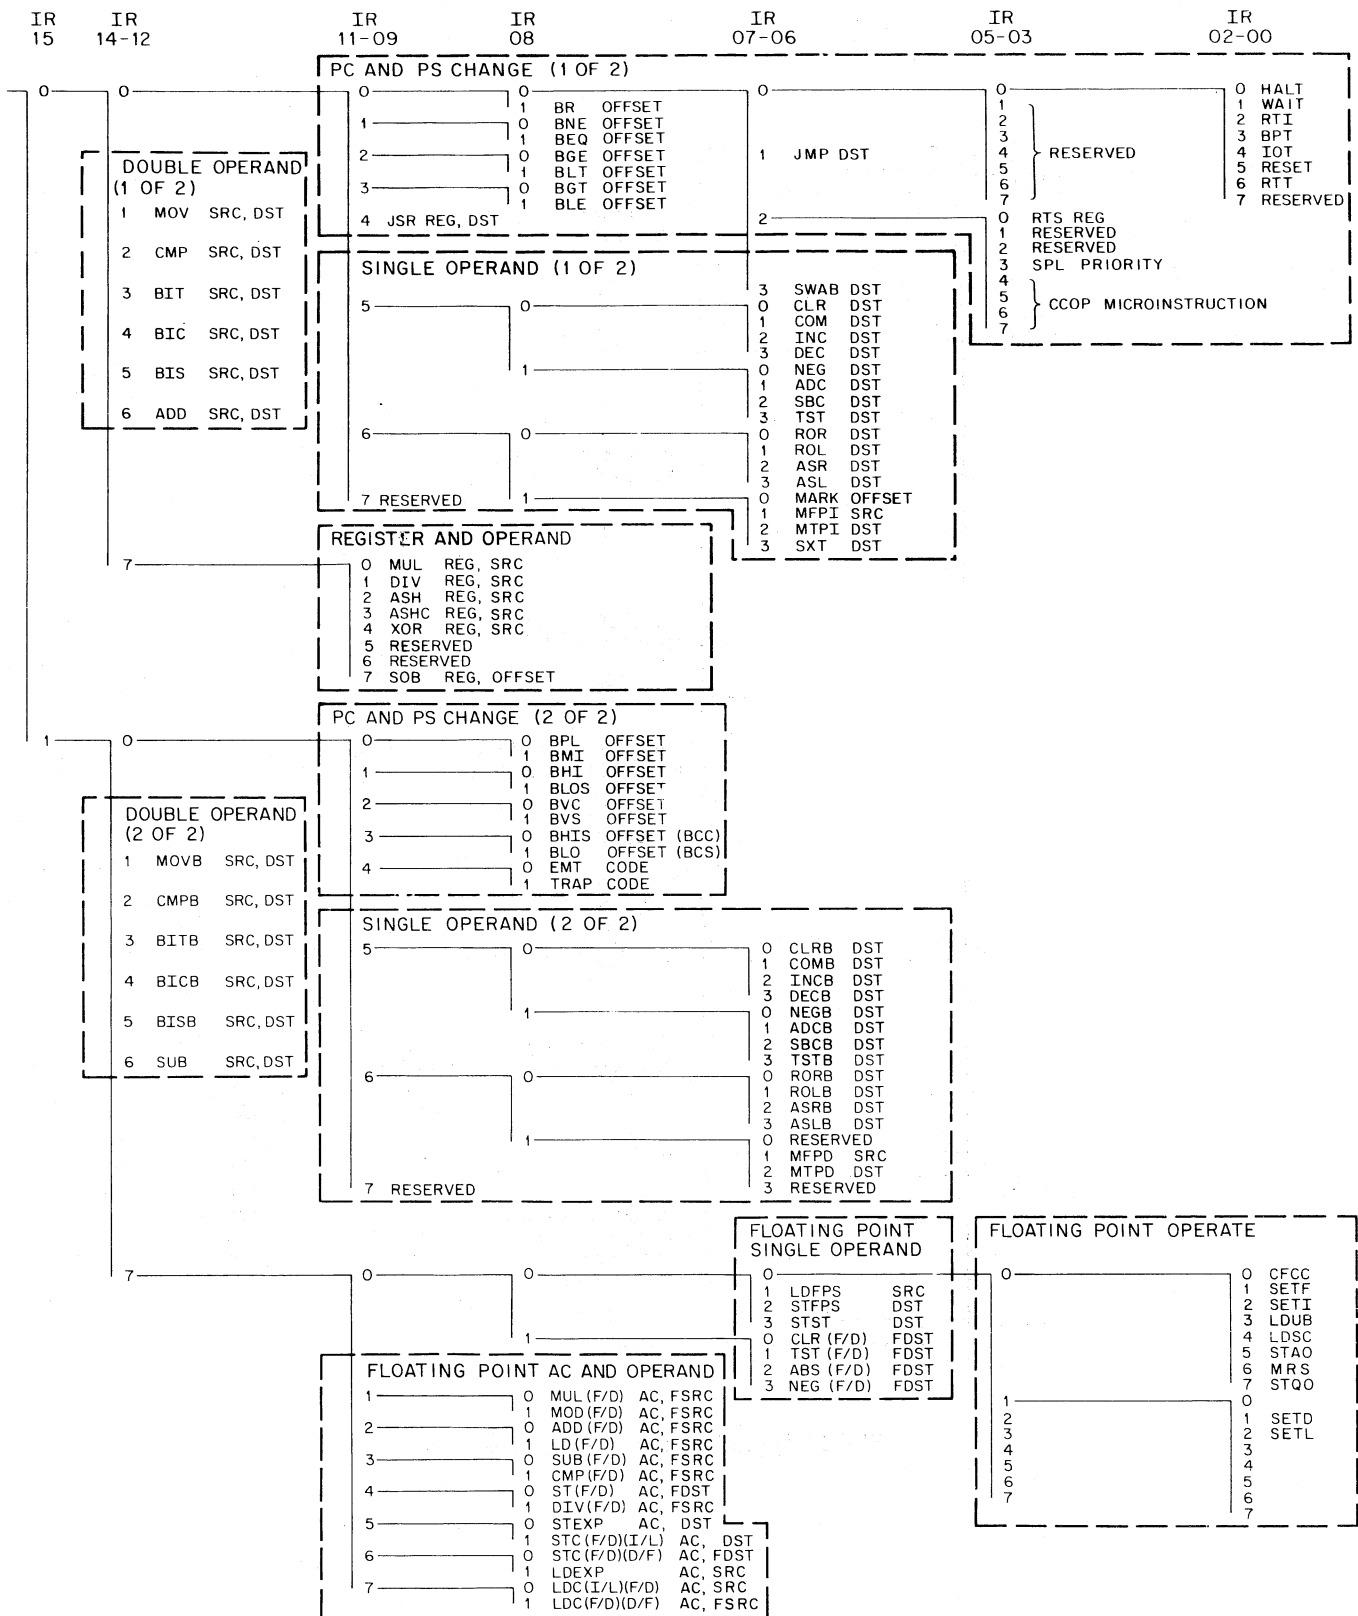 IR IR IR IR IR IR IR
15 14-12 11-09 08 07-06 05-03 02-00
PC AND PS CHANGE (1 OF 2)
0 0 0 0 0 0 0 HALT
1 BR OFFSET 1 1 WAIT
1 0 BNE OFFSET 2 2 RTI
1 BEQ OFFSET 3 3 BPT
2 0 BGE OFFSET 1 JMP DST 4 RESERVED 4 IOT
1 BLT OFFSET 5 5 RESET
3 0 BGT OFFSET 6 6 RTT
1 BLE OFFSET 7 7 RESERVED
4 JSR REG, DST 2 0 RTS REG
1 RESERVED
2 RESERVED
3 SPL PRIORITY
4
5 CCOP MICROINSTRUCTION
6
7
DOUBLE OPERAND
(1 OF 2)
1 MOV SRC, DST
2 CMP SRC, DST
3 BIT SRC, DST
4 BIC SRC, DST
5 BIS SRC, DST
6 ADD SRC, DST
SINGLE OPERAND (1 OF 2)
3 SWAB DST
5 0 0 CLR DST
1 COM DST
2 INC DST
3 DEC DST
1 0 NEG DST
1 ADC DST
2 SBC DST
3 TST DST
6 0 0 ROR DST
1 ROL DST
2 ASR DST
3 ASL DST
7 RESERVED 1 0 MARK OFFSET
1 MFPI SRC
2 MTPI DST
3 SXT DST
REGISTER AND OPERAND
7 0 MUL REG, SRC
1 DIV REG, SRC
2 ASH REG, SRC
3 ASHC REG, SRC
4 XOR REG, SRC
5 RESERVED
6 RESERVED
7 SOB REG, OFFSET
PC AND PS CHANGE (2 OF 2)
1 0 0 0 BPL OFFSET
1 BMI OFFSET
1 0 BHI OFFSET
1 BLOS OFFSET
2 0 BVC OFFSET
1 BVS OFFSET
3 0 BHIS OFFSET (BCC)
1 BLO OFFSET (BCS)
4 0 EMT CODE
1 TRAP CODE
DOUBLE OPERAND
(2 OF 2)
1 MOVB SRC, DST
2 CMPB SRC, DST
3 BITB SRC, DST
4 BICB SRC, DST
5 BISB SRC, DST
6 SUB SRC, DST
SINGLE OPERAND (2 OF 2)
5 0 0 CLRB DST
1 COMB DST
2 INCB DST
3 DECB DST
1 0 NEGB DST
1 ADCB DST
2 SBCB DST
3 TSTB DST
6 0 0 RORB DST
1 ROLB DST
2 ASRB DST
3 ASLB DST
1 0 RESERVED
1 MFPD SRC
2 MTPD DST
7 RESERVED 3 RESERVED
FLOATING POINT
SINGLE OPERAND
7 0 0 0
1 LDFPS SRC
2 STFPS DST
3 STST DST
1 0 CLR (F/D) FDST
1 TST (F/D) FDST
2 ABS (F/D) FDST
3 NEG (F/D) FDST
FLOATING POINT OPERATE
0 0 CFCC
1 SETF
2 SETI
3 LDUB
4 LDSC
5 STAO
6 MRS
7 STQO
1 0
2 1 SETD
3 2 SETL
4 3
5 4
6 5
7 6
7
FLOATING POINT AC AND OPERAND
1 0 MUL(F/D) AC, FSRC
1 MOD(F/D) AC, FSRC
2 0 ADD(F/D) AC, FSRC
1 LD(F/D) AC, FSRC
3 0 SUB(F/D) AC, FSRC
1 CMP(F/D) AC, FSRC
4 0 ST(F/D) AC, FDST
1 DIV(F/D) AC, FSRC
5 0 STEXP AC, DST
1 STC(F/D)(I/L) AC, DST
6 0 STC(F/D)(D/F) AC, FDST
1 LDEXP AC, SRC
7 0 LDC(I/L)(F/D) AC, SRC
1 LDC(F/D)(D/F) AC, FSRC